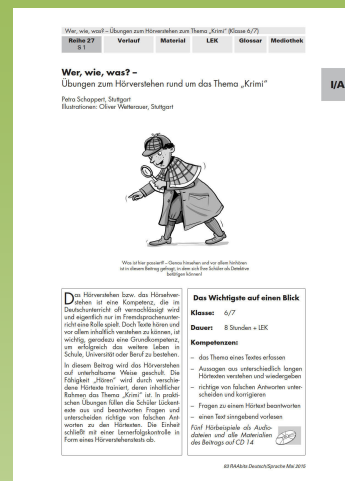 Wer, wie, was? – Übungen zum Hörverstehen zum Thema „Krimi“ (Klasse 6/7)
Reihe 27 Verlauf Material LEK Glossar Mediothek
S 1
Wer, wie, was? –
Übungen zum Hörverstehen rund um das Thema „Krimi“
I/A
Petra Schappert, Stuttgart
Illustrationen: Oliver Wetterauer, Stuttgart
Was ist hier passiert? – Genau hinsehen und vor allem hinhören
ist in diesem Beitrag gefragt, in dem sich Ihre Schüler als Detektive
betätigen können!
Das Hörverstehen bzw. das Hörsehver-
stehen ist eine Kompetenz, die im
Deutschunterricht oft vernachlässigt wird
und eigentlich nur im Fremdsprachenunter-
richt eine Rolle spielt. Doch Texte hören und
vor allem inhaltlich verstehen zu können, ist
wichtig, geradezu eine Grundkompetenz,
um erfolgreich das weitere Leben in
Schule, Universität oder Beruf zu bestehen.
In diesem Beitrag wird das Hörverstehen
auf unterhaltsame Weise geschult. Die
Fähigkeit „Hören“ wird durch verschie-
dene Hörtexte trainiert, deren inhaltlicher
Rahmen das Thema „Krimi“ ist. In prakti-
schen Übungen füllen die Schüler Lückent-
exte aus und beantworten Fragen und
unterscheiden richtige von falschen Ant-
worten zu den Hörtexten. Die Einheit
schließt mit einer Lernerfolgskontrolle in
Form eines Hörverstehenstests ab.
Das Wichtigste auf einen Blick
Klasse: 6/7
Dauer: 8 Stunden + LEK
Kompetenzen:
– das Thema eines Textes erfassen
– Aussagen aus unterschiedlich langen
Hörtexten verstehen und wiedergeben
– richtige von falschen Antworten unter-
scheiden und korrigieren
– Fragen zu einem Hörtext beantworten
– einen Text sinngebend vorlesen
Fünf Hörbeispiele als Audio-
dateien und alle Materialien
des Beitrags auf CD 14
83 RAAbits Deutsch/Sprache Mai 2015